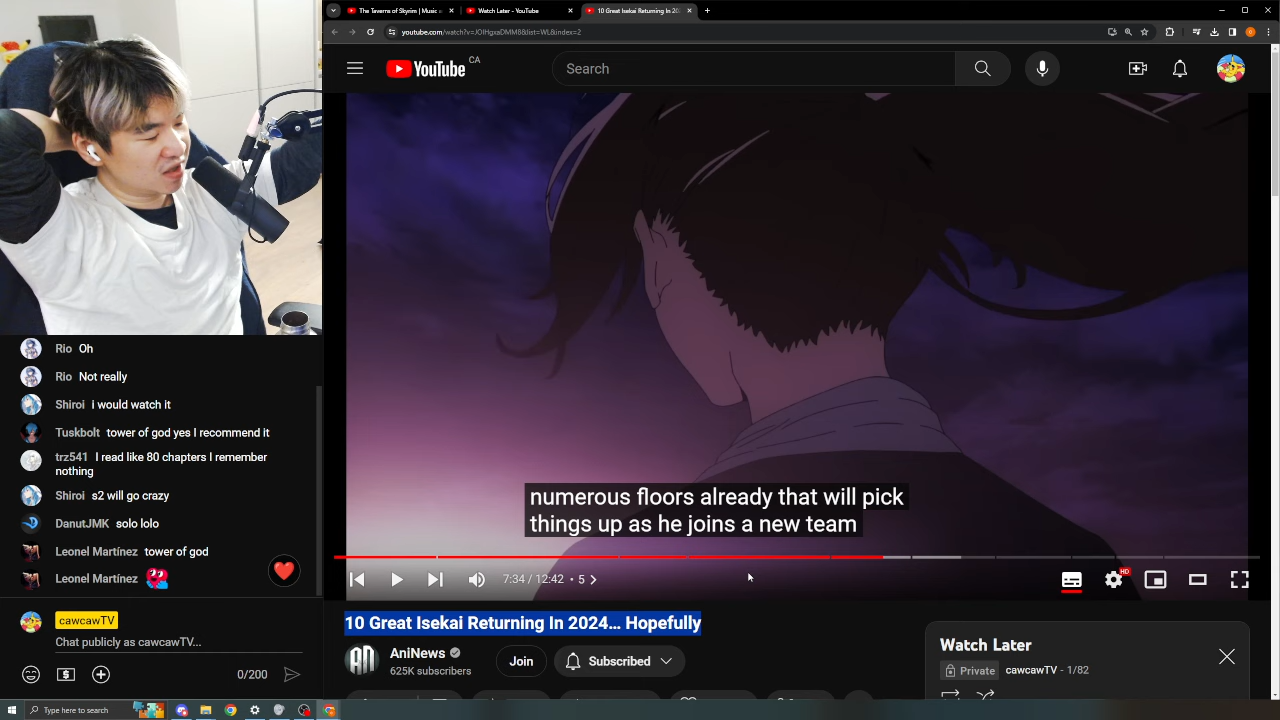 The Taverns of Skyrim | Music
Watch Later - YouTube
10 Great Isekai Returning In 202
youtube.com/watch?v=JOIHgxaDMM8&list=WL&index=2
YouTube CA
Search
Rio Oh
Rio Not really
Shiroi i would watch it
Tuskbolt tower of god yes I recommend it
trz541 I read like 80 chapters I remember
nothing
Shiroi s2 will go crazy
DanutJMK solo lolo
Leonel Martínez tower of god
Leonel Martínez
cawcawTV
Chat publicly as cawcawTV...
0/200
numerous floors already that will pick
things up as he joins a new team
7:34 / 12:42 • 5
HD
10 Great Isekai Returning In 2024... Hopefully
AN AniNews
625K subscribers
Join
Subscribed
Watch Later
Private cawcawTV - 1/82
Type here to search